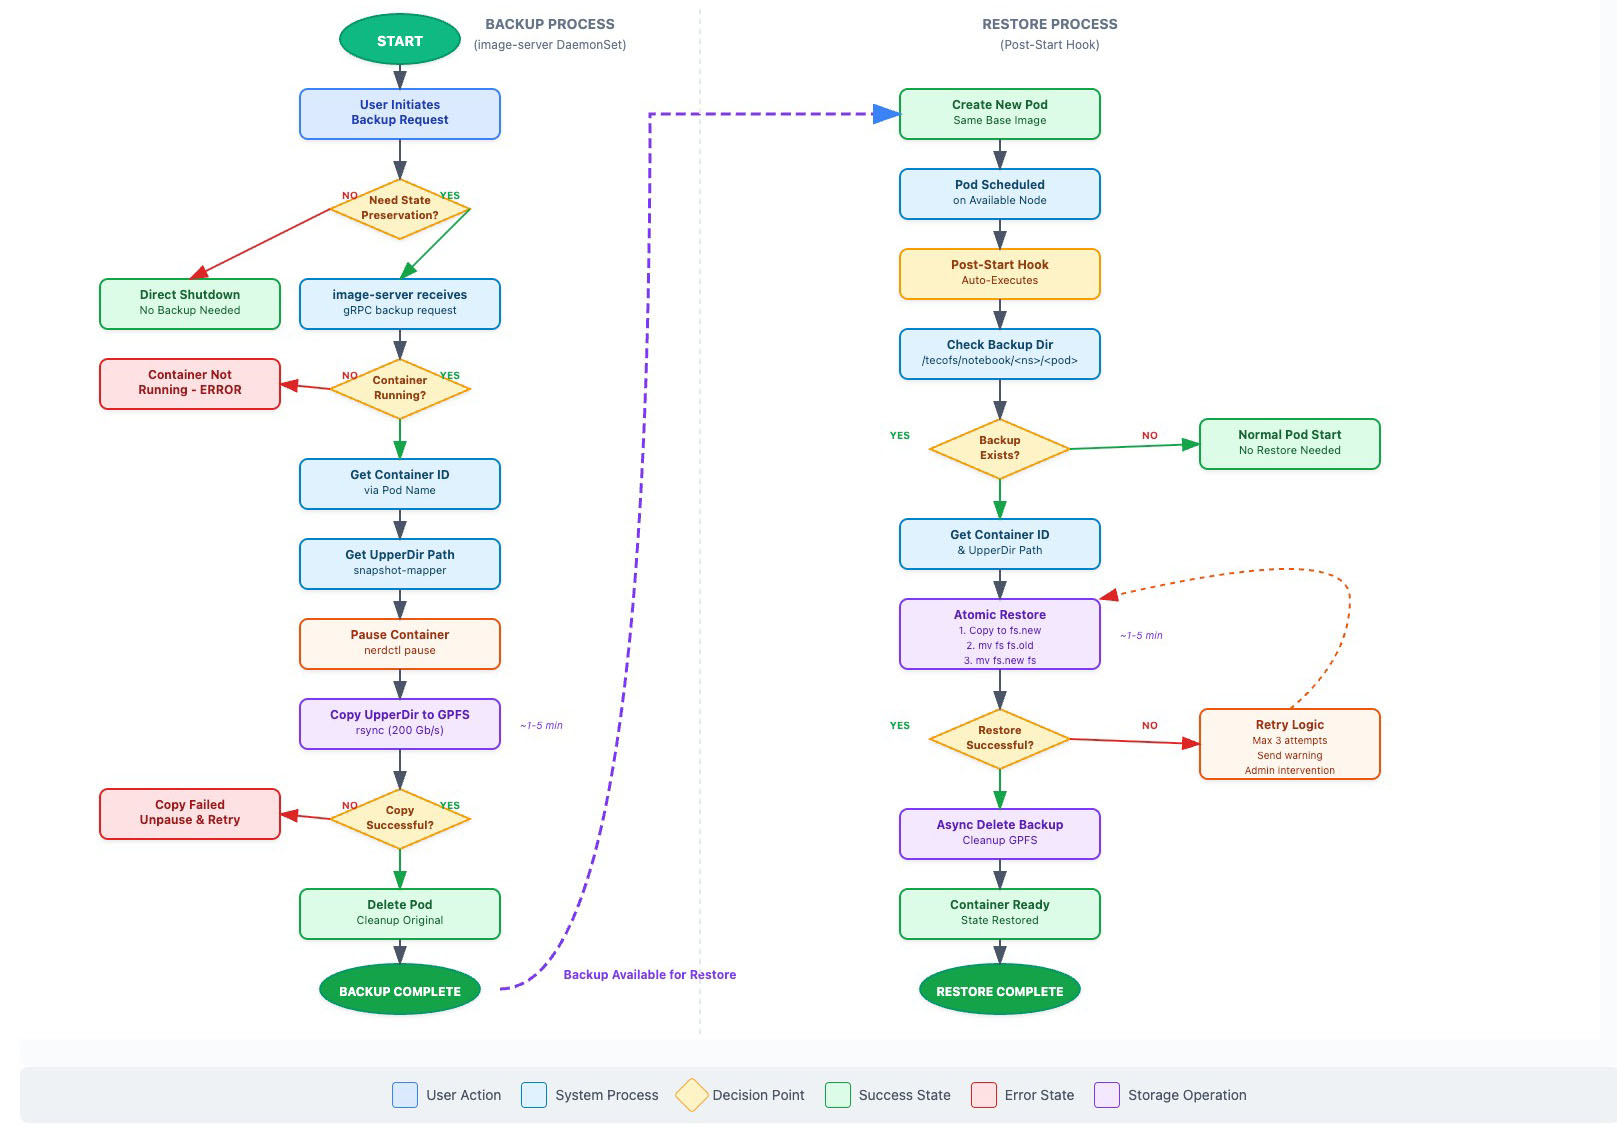 START
BACKUP PROCESS
(image-server DaemonSet)
User Initiates
Backup Request
NO
YES
Need State
Preservation?
Direct Shutdown
No Backup Needed
image-server receives
gRPC backup request
Container Not
Running - ERROR
NO
YES
Container
Running?
Get Container ID
via Pod Name
Get UpperDir Path
snapshot-mapper
Pause Container
nerdctl pause
Copy UpperDir to GPFS
rsync (200 Gb/s)
~1-5 min
Copy Failed
Unpause & Retry
NO
YES
Copy
Successful?
Delete Pod
Cleanup Original
BACKUP COMPLETE
Backup Available for Restore
RESTORE PROCESS
(Post-Start Hook)
Create New Pod
Same Base Image
Pod Scheduled
on Available Node
Post-Start Hook
Auto-Executes
Check Backup Dir
/tecofs/notebook/<ns>/<pod>
YES
Backup
Exists?
NO
Normal Pod Start
No Restore Needed
Get Container ID
& UpperDir Path
Atomic Restore
1. Copy to fs.new
2. mv fs fs.old
3. mv fs.new fs
~1-5 min
YES
Restore
Successful?
NO
Retry Logic
Max 3 attempts
Send warning
Admin intervention
Async Delete Backup
Cleanup GPFS
Container Ready
State Restored
RESTORE COMPLETE
User Action
System Process
Decision Point
Success State
Error State
Storage Operation